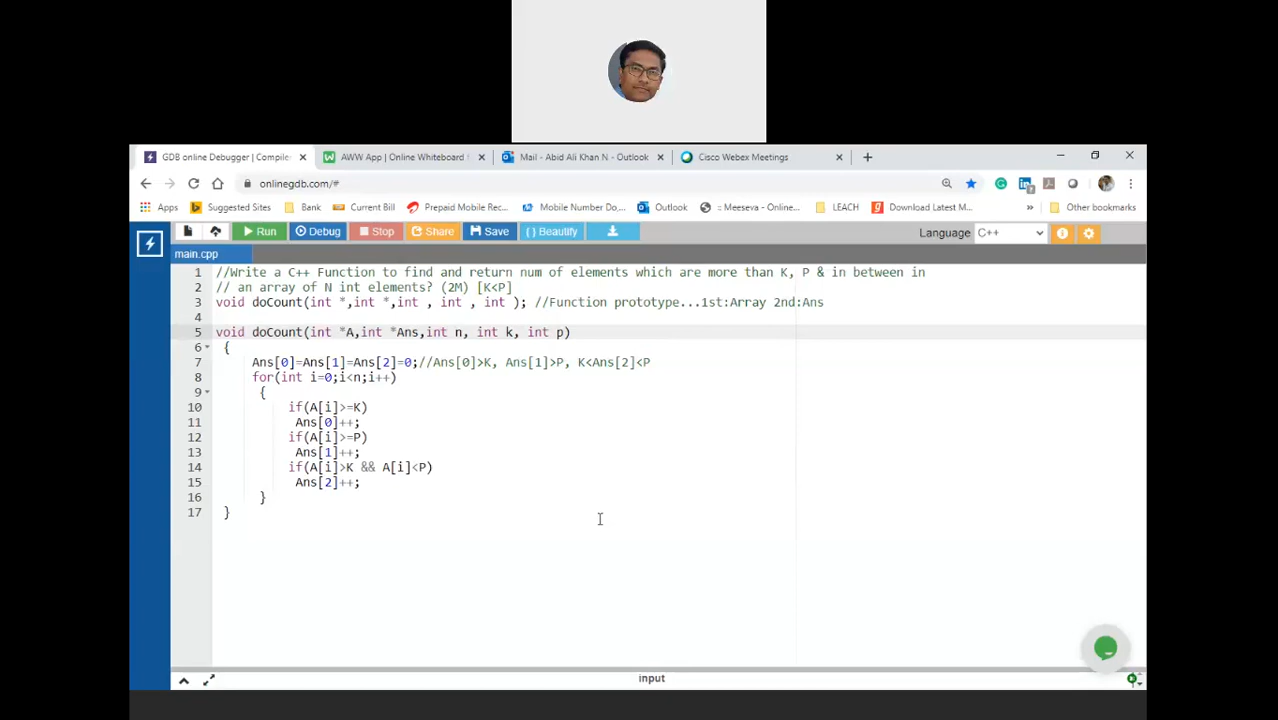 GDB online Debugger | Compiler
AWW App | Online Whiteboard
Mail - Abid Ali Khan N - Outlook
Cisco Webex Meetings
onlinegdb.com/#
Apps
Suggested Sites
Bank
Current Bill
Prepaid Mobile Rec...
Mobile Number Do,...
Outlook
:: Meeseva - Online...
LEACH
Download Latest M...
»
Other bookmarks
Run
Debug
Stop
Share
Save
{ } Beautify
Language
C++
main.cpp
1 //Write a C++ Function to find and return num of elements which are more than K, P & in between in
2 // an array of N int elements? (2M) [K<P]
3 void doCount(int *,int *,int , int , int ); //Function prototype...1st:Array 2nd:Ans
4
5 void doCount(int *A,int *Ans,int n, int k, int p)
6 {
7 Ans[0]=Ans[1]=Ans[2]=0;//Ans[0]>K, Ans[1]>P, K<Ans[2]<P
8 for(int i=0;i<n;i++)
9 {
10 if(A[i]>=K)
11 Ans[0]++;
12 if(A[i]>=P)
13 Ans[1]++;
14 if(A[i]>K && A[i]<P)
15 Ans[2]++;
16 }
17 }
input